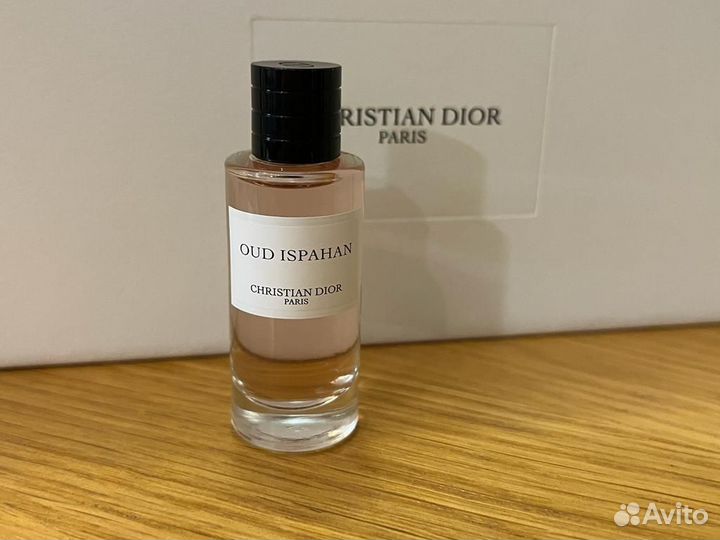 RISTIAN DIOR
PARIS
OUD ISPAHAN
CHRISTIAN DIOR
PARIS
Avito